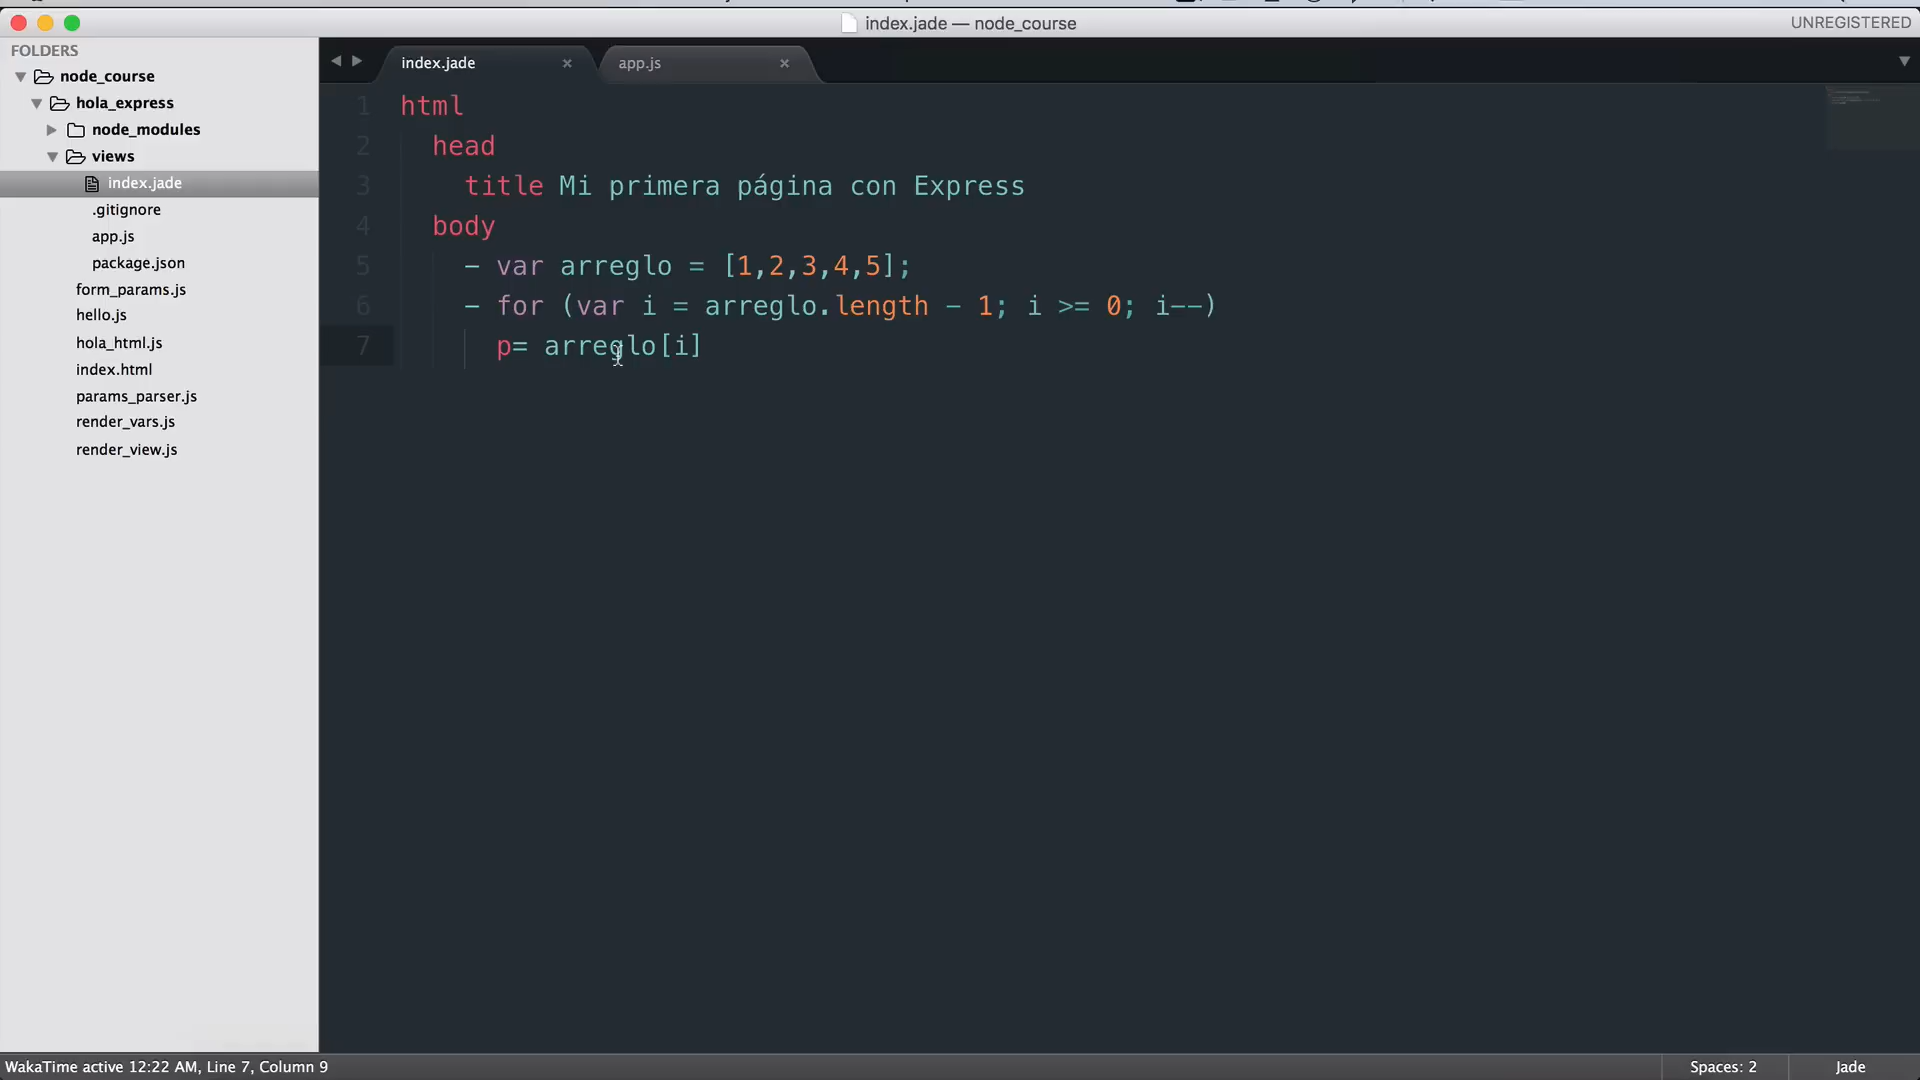 index.jade — node_course
UNREGISTERED
FOLDERS
node_course
hola_express
node_modules
views
index.jade
.gitignore
app.js
package.json
form_params.js
hello.js
hola_html.js
index.html
params_parser.js
render_vars.js
render_view.js
index.jade × app.js ×
1 html
2 head
3 title Mi primera página con Express
4 body
5 - var arreglo = [1,2,3,4,5];
6 - for (var i = arreglo.length - 1; i >= 0; i--)
7 p= arreglo[i]
WakaTime active 12:22 AM, Line 7, Column 9
Spaces: 2
Jade